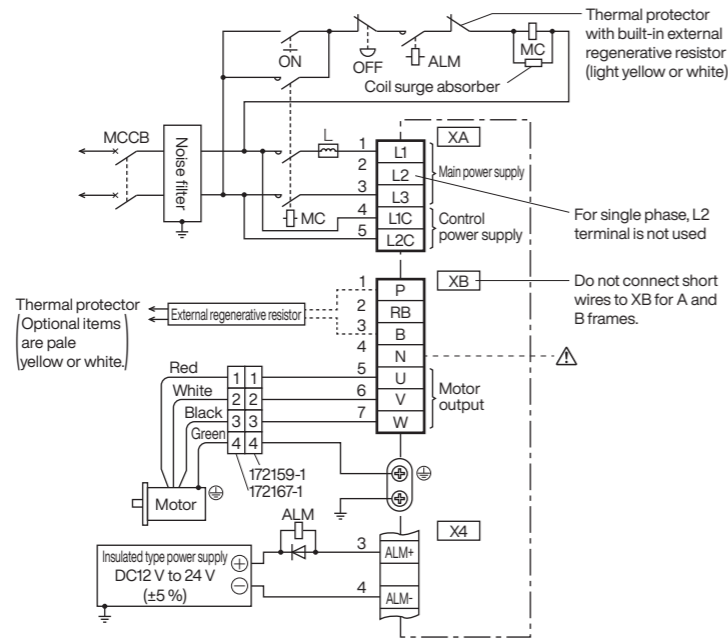 Thermal protector
with built-in external
regenerative resistor
(light yellow or white)
ON
OFF
ALM
MC
Coil surge absorber
MCCB
Noise filter
L
MC
XA
1 L1
2 L2
3 L3
4 L1C
5 L2C
Main power supply
Control
power supply
For single phase, L2
terminal is not used
XB
Do not connect short
wires to XB for A and
B frames.
Thermal protector
(Optional items
are pale
yellow or white.)
External regenerative resistor
1 P
2 RB
3 B
4 N
5 U
6 V
7 W
Motor
output
Red 1 1
White 2 2
Black 3 3
Green 4 4
172159-1
172167-1
Motor
ALM
X4
Insulated type power supply
DC12 V to 24 V
(±5 %)
+
−
3 ALM+
4 ALM-